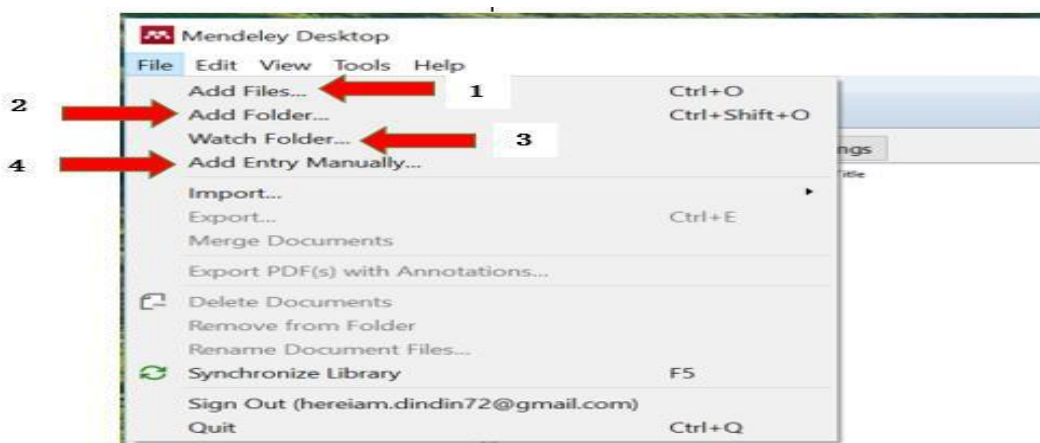 Mendeley Desktop
File Edit View Tools Help
Add Files... 1 Ctrl+O
2 Add Folder... Ctrl+Shift+O
Watch Folder... 3
ngs
4 Add Entry Manually...
Title
Import...
Export... Ctrl+E
Merge Documents
Export PDF(s) with Annotations...
Delete Documents
Remove from Folder
Rename Document Files...
Synchronize Library F5
Sign Out (hereiam.dindin72@gmail.com)
Quit Ctrl+Q